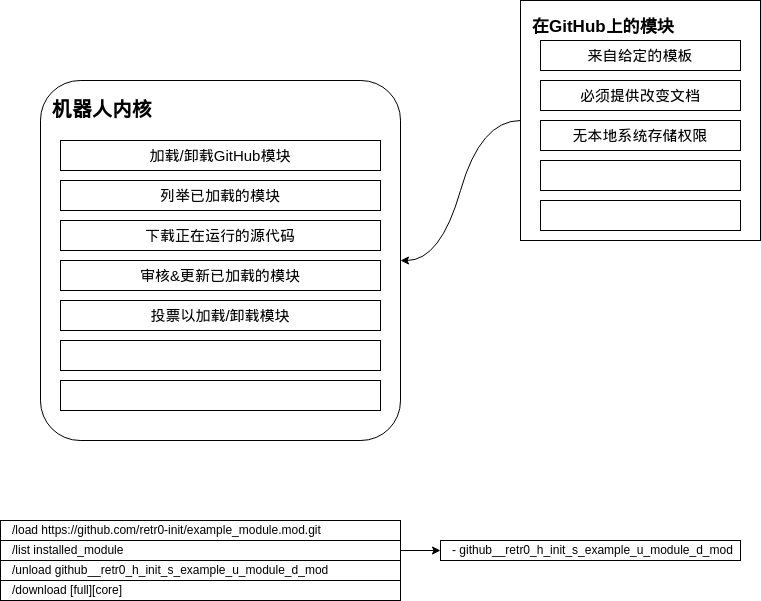 在GitHub上的模块
来自给定的模板
必须提供改变文档
无本地系统存储权限
机器人内核
加载/卸载GitHub模块
列举已加载的模块
下载正在运行的源代码
审核&更新已加载的模块
投票以加载/卸载模块
/load https://github.com/retr0-init/example_module.mod.git
/list installed_module
- github__retr0_h_init_s_example_u_module_d_mod
/unload github__retr0_h_init_s_example_u_module_d_mod
/download [full][core]